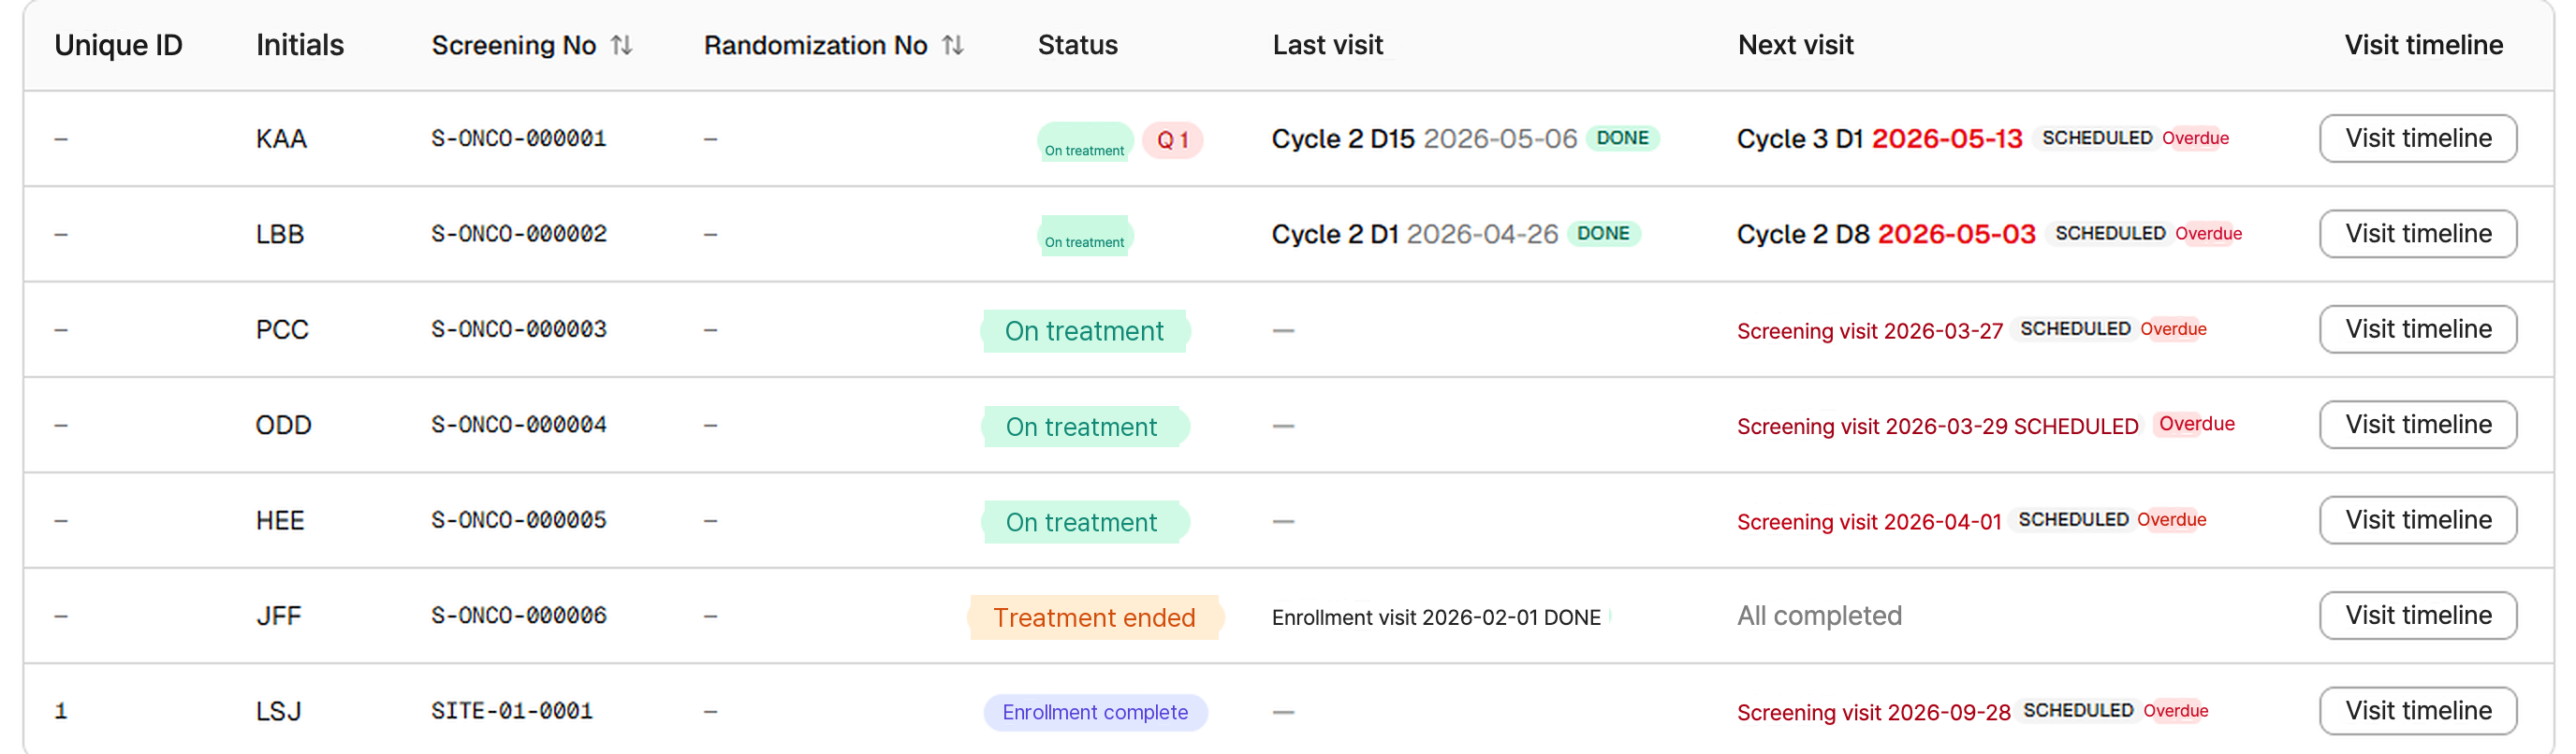 Unique ID Initials Screening No ↑↓ Randomization No ↑↓ Status Last visit Next visit Visit timeline
– KAA S-ONCO-000001 – On treatment Q 1 Cycle 2 D15 2026-05-06 DONE Cycle 3 D1 2026-05-13 SCHEDULED Overdue Visit timeline
– LBB S-ONCO-000002 – On treatment Cycle 2 D1 2026-04-26 DONE Cycle 2 D8 2026-05-03 SCHEDULED Overdue Visit timeline
– PCC S-ONCO-000003 – On treatment — Screening visit 2026-03-27 SCHEDULED Overdue Visit timeline
– ODD S-ONCO-000004 – On treatment — Screening visit 2026-03-29 SCHEDULED Overdue Visit timeline
– HEE S-ONCO-000005 – On treatment — Screening visit 2026-04-01 SCHEDULED Overdue Visit timeline
– JFF S-ONCO-000006 – Treatment ended Enrollment visit 2026-02-01 DONE All completed Visit timeline
1 LSJ SITE-01-0001 – Enrollment complete — Screening visit 2026-09-28 SCHEDULED Overdue Visit timeline